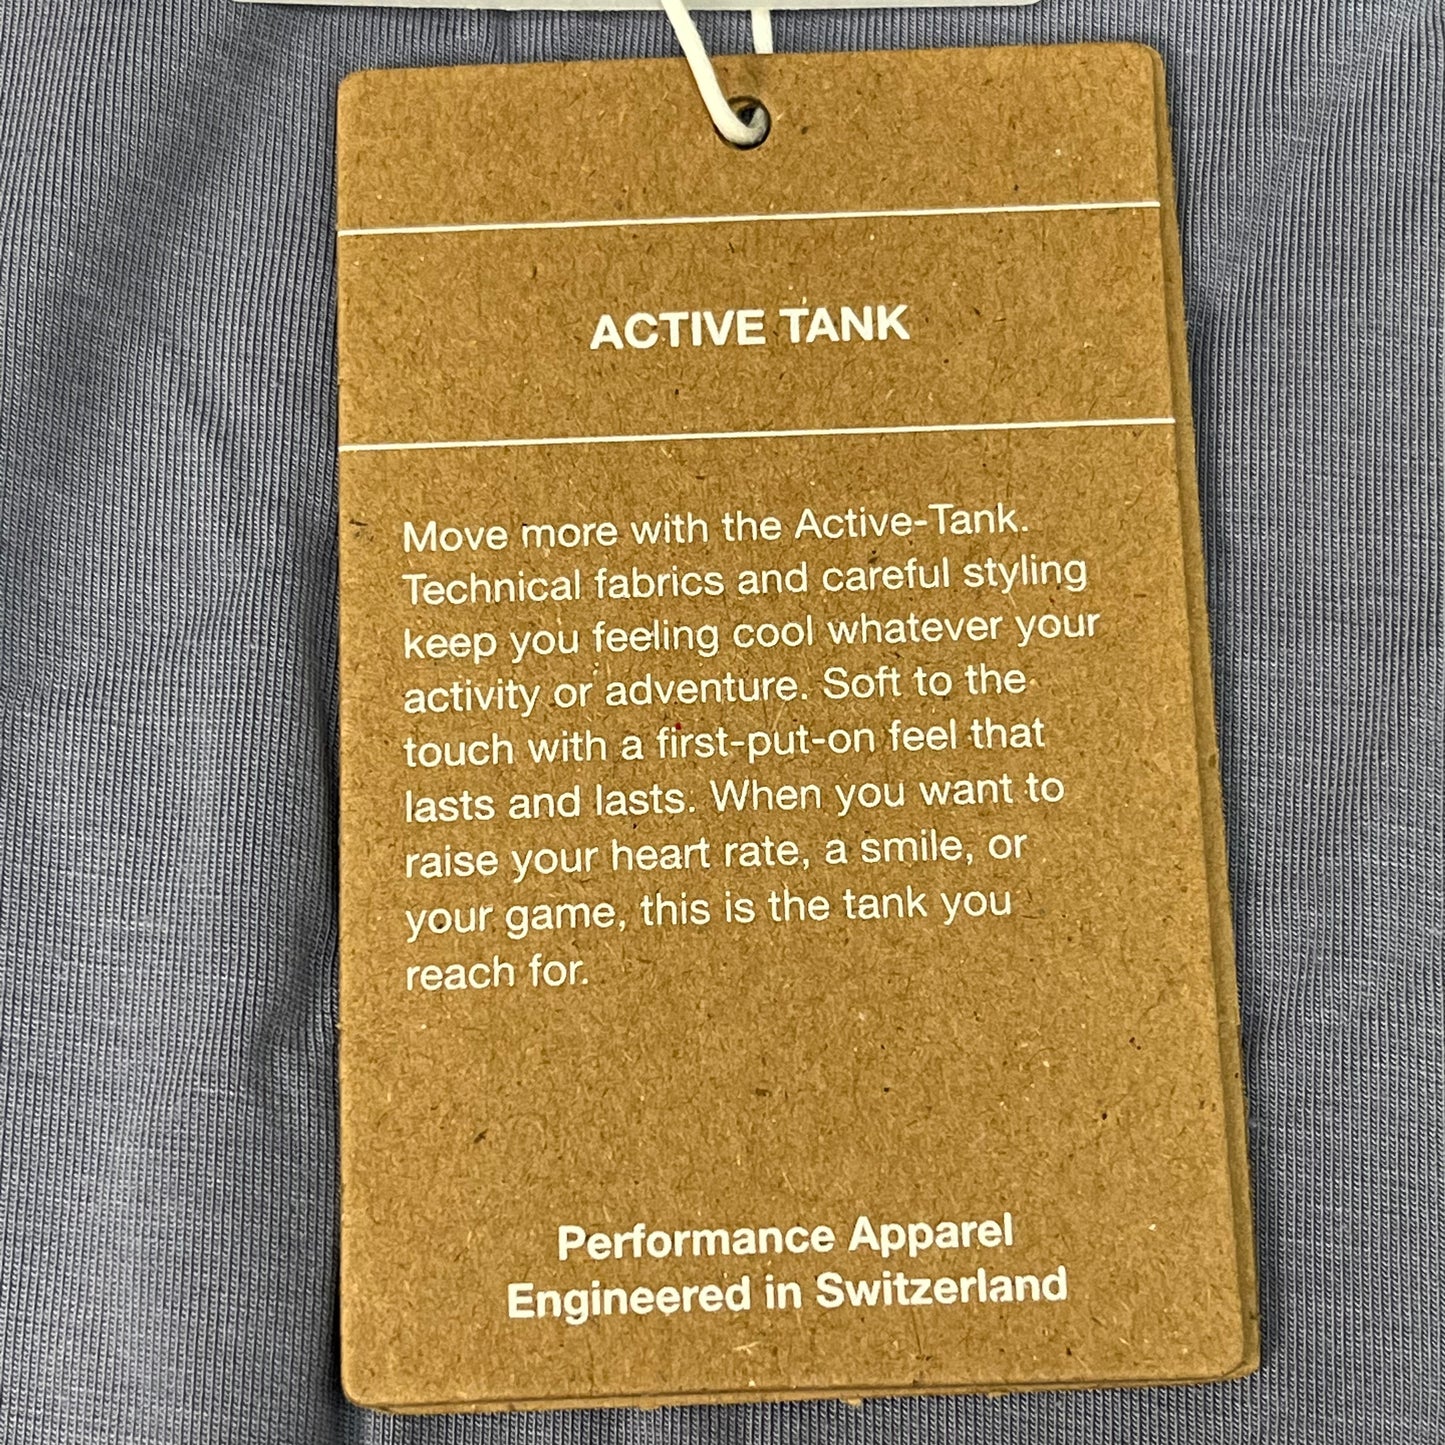 ACTIVE TANK
Move more with the Active-Tank.
Technical fabrics and careful styling
keep you feeling cool whatever your
activity or adventure. Soft to the
touch with a first-put-on feel that
lasts and lasts. When you want to
raise your heart rate, a smile, or
your game, this is the tank you
reach for.
Performance Apparel
Engineered in Switzerland